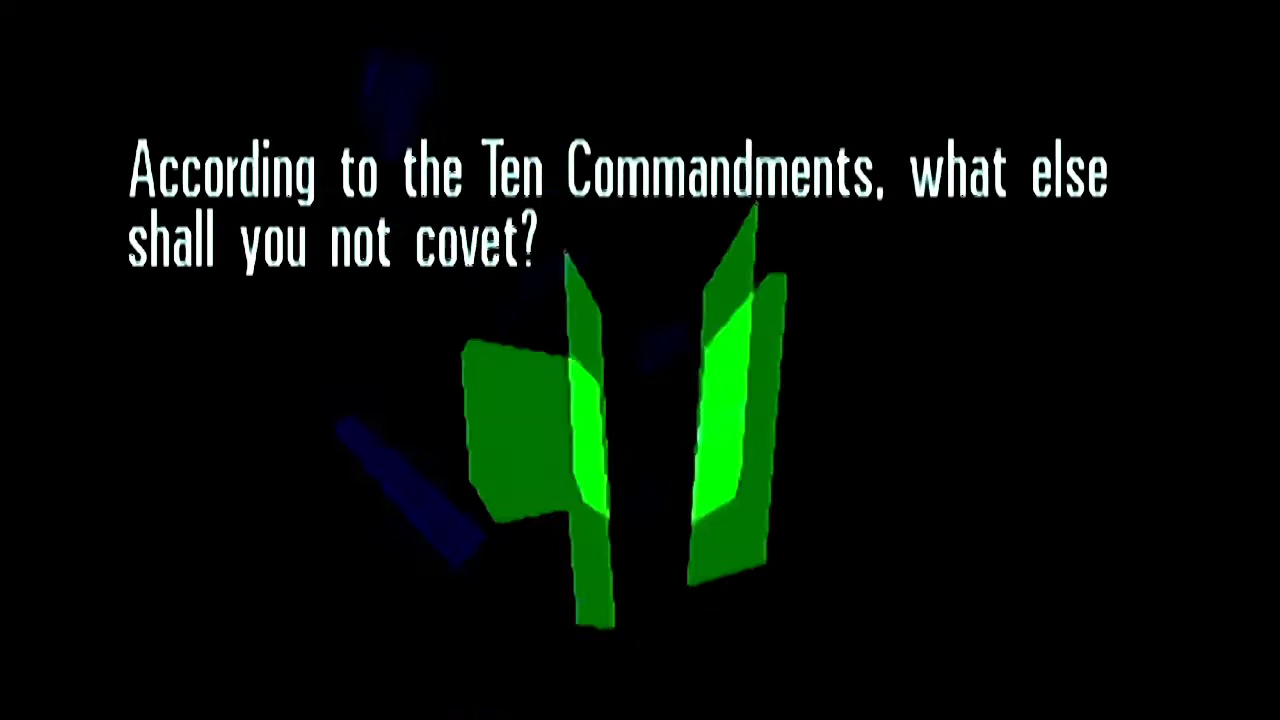 According to the Ten Commandments, what else
shall you not covet?